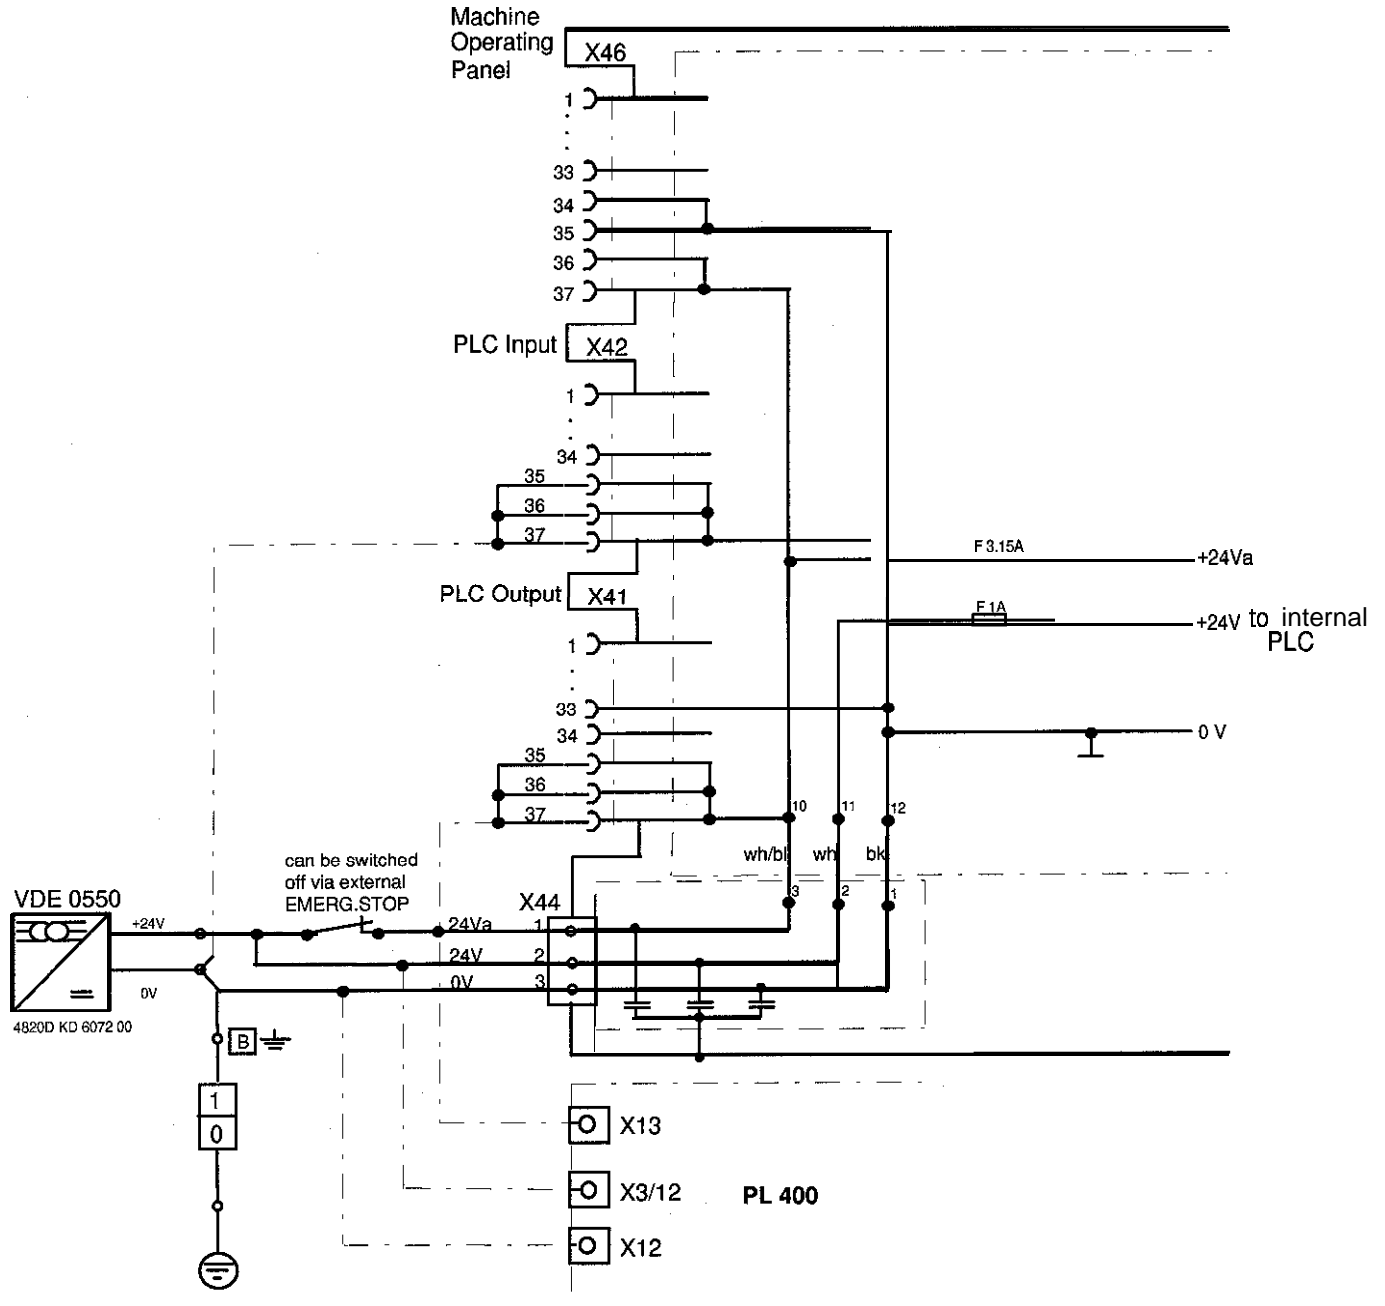 Machine
Operating
Panel
X46
1
33
34
35
36
37
PLC Input
X42
1
34
35
36
37
F 3.15A
+24Va
PLC Output
X41
F 1A
+24V to internal
PLC
1
33
34
0 V
35
36
37
10
11
12
wh/bl
wh
bk
can be switched
off via external
EMERG.STOP
3
2
1
VDE 0550
X44
+24V
24Va
1
24V
2
0V
0V
3
4820D KD 6072 00
B
1
0
X13
X3/12
PL 400
X12